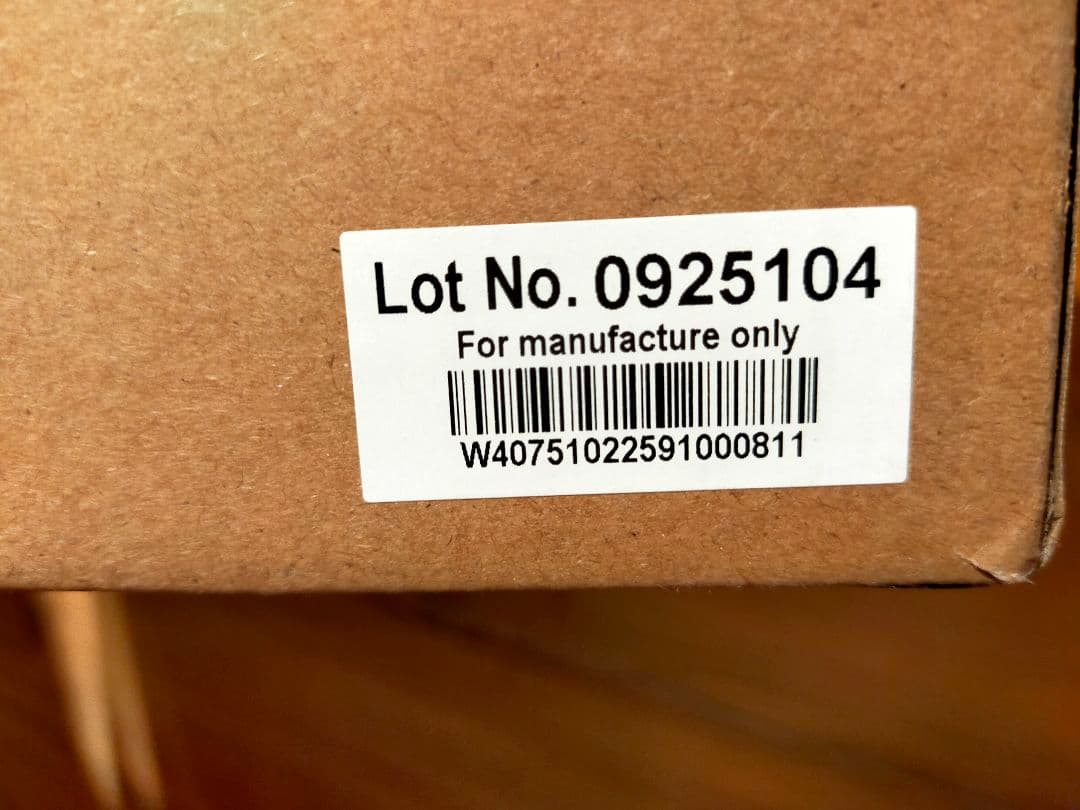 Lot No. 0925104
For manufacture only
W40751022591000811